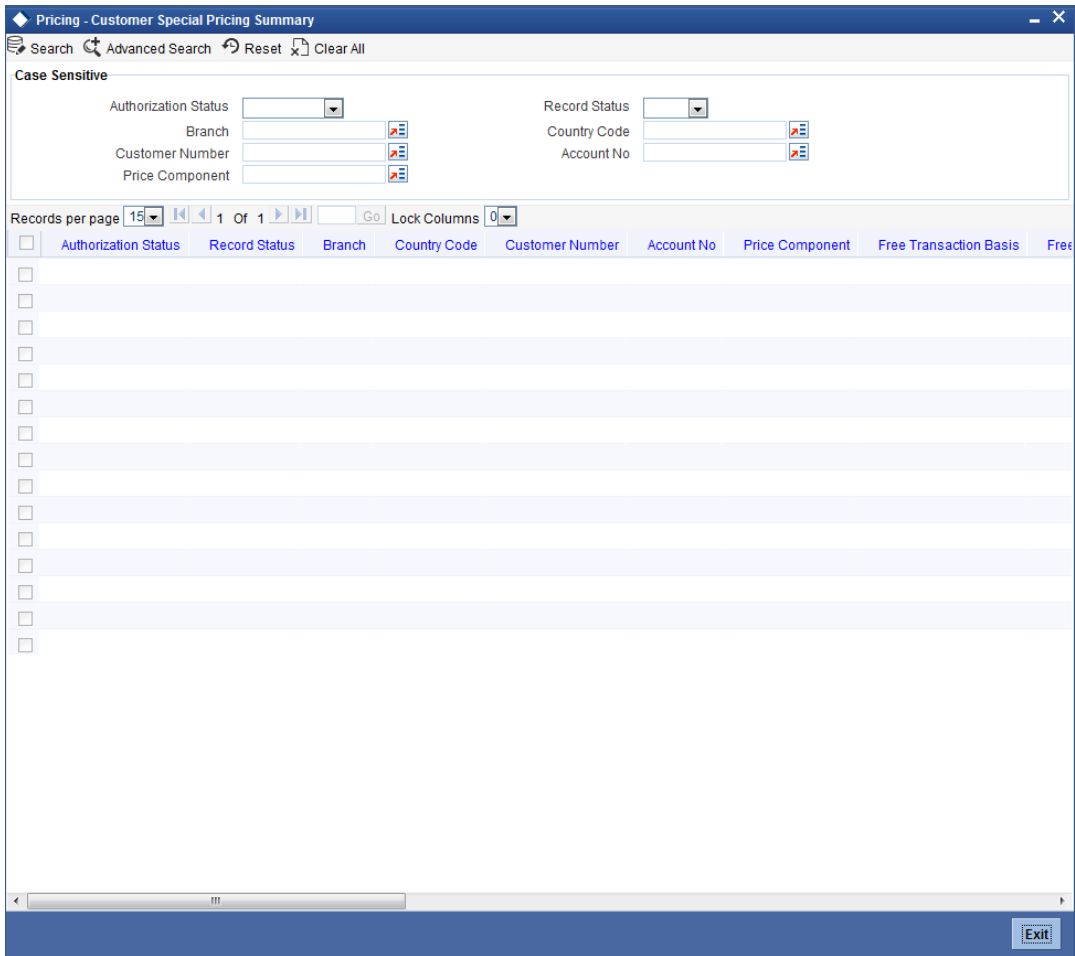 Pricing - Customer Special Pricing Summary
Search Advanced Search Reset Clear All
Case Sensitive
Authorization Status Record Status
Branch Country Code
Customer Number Account No
Price Component
Records per page 15 1 Of 1 Go Lock Columns 0
Authorization Status Record Status Branch Country Code Customer Number Account No Price Component Free Transaction Basis Free
Exit